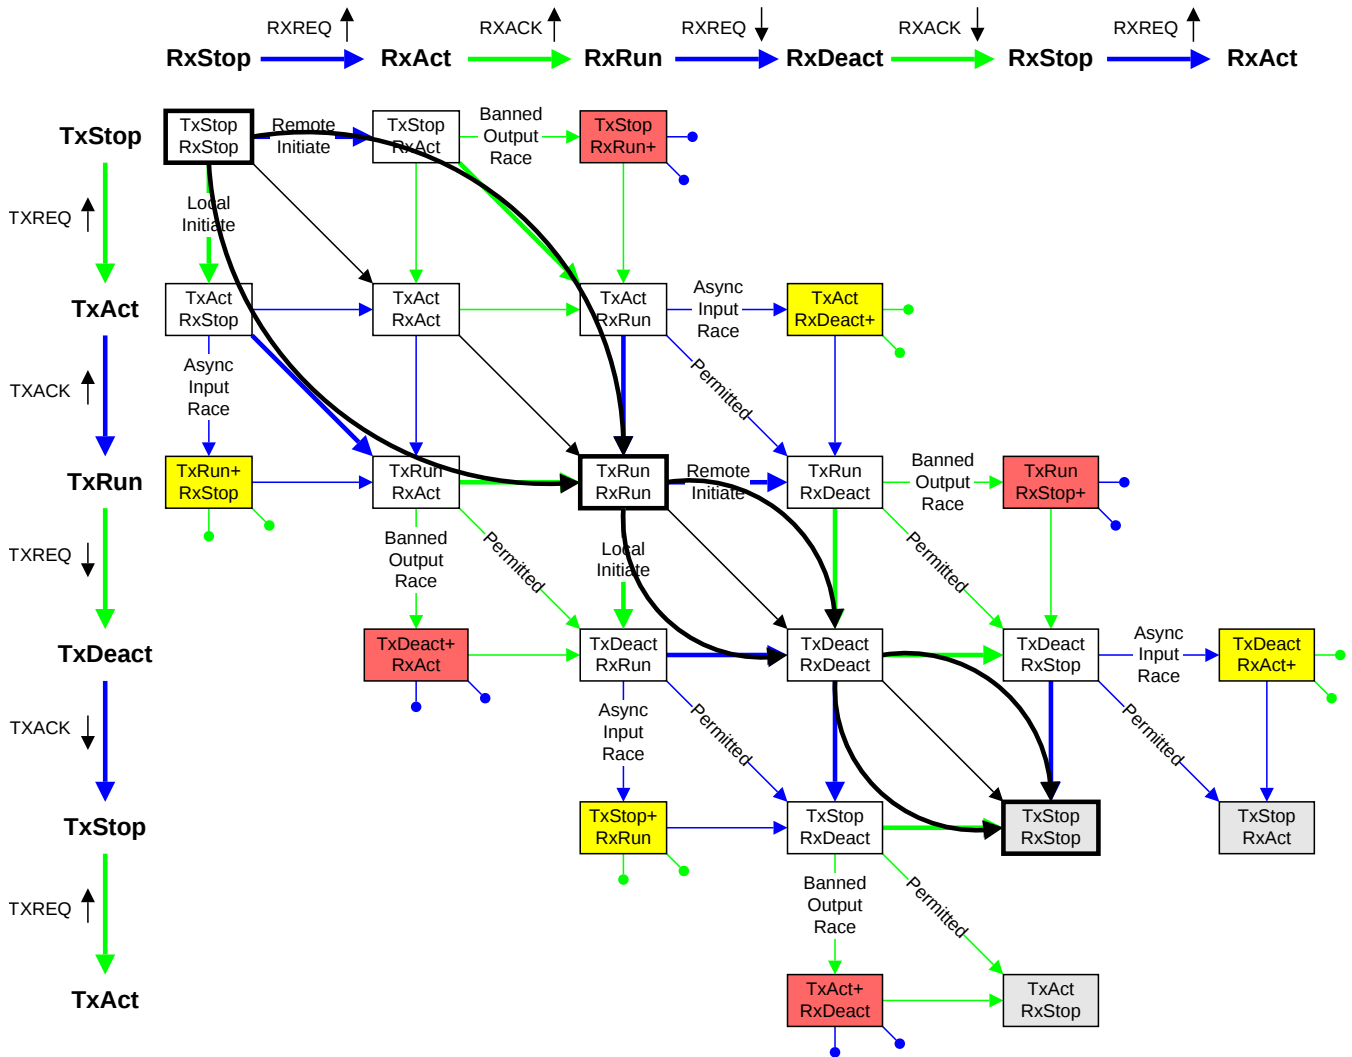 RXREQ
RXACK
RXREQ
RXACK
RXREQ
RxStop
RxAct
RxRun
RxDeact
RxStop
RxAct
TxStop
TxStop
RxStop
Remote
Initiate
TxStop
RxAct
Banned
Output
Race
TxStop
RxRun+
TXREQ
Local
Initiate
TxAct
TxAct
RxStop
TxAct
RxAct
TxAct
RxRun
Async
Input
Race
TxAct
RxDeact+
TXACK
Async
Input
Race
Permitted
TxRun
TxRun+
RxStop
TxRun
RxAct
TxRun
RxRun
Remote
Initiate
TxRun
RxDeact
Banned
Output
Race
TxRun
RxStop+
TXREQ
Banned
Output
Race
Permitted
Local
Initiate
Permitted
TxDeact
TxDeact+
RxAct
TxDeact
RxRun
TxDeact
RxDeact
TxDeact
RxStop
Async
Input
Race
TxDeact
RxAct+
TXACK
Async
Input
Race
Permitted
Permitted
TxStop
TxStop+
RxRun
TxStop
RxDeact
TxStop
RxStop
TxStop
RxAct
TXREQ
Banned
Output
Race
Permitted
TxAct
TxAct+
RxDeact
TxAct
RxStop